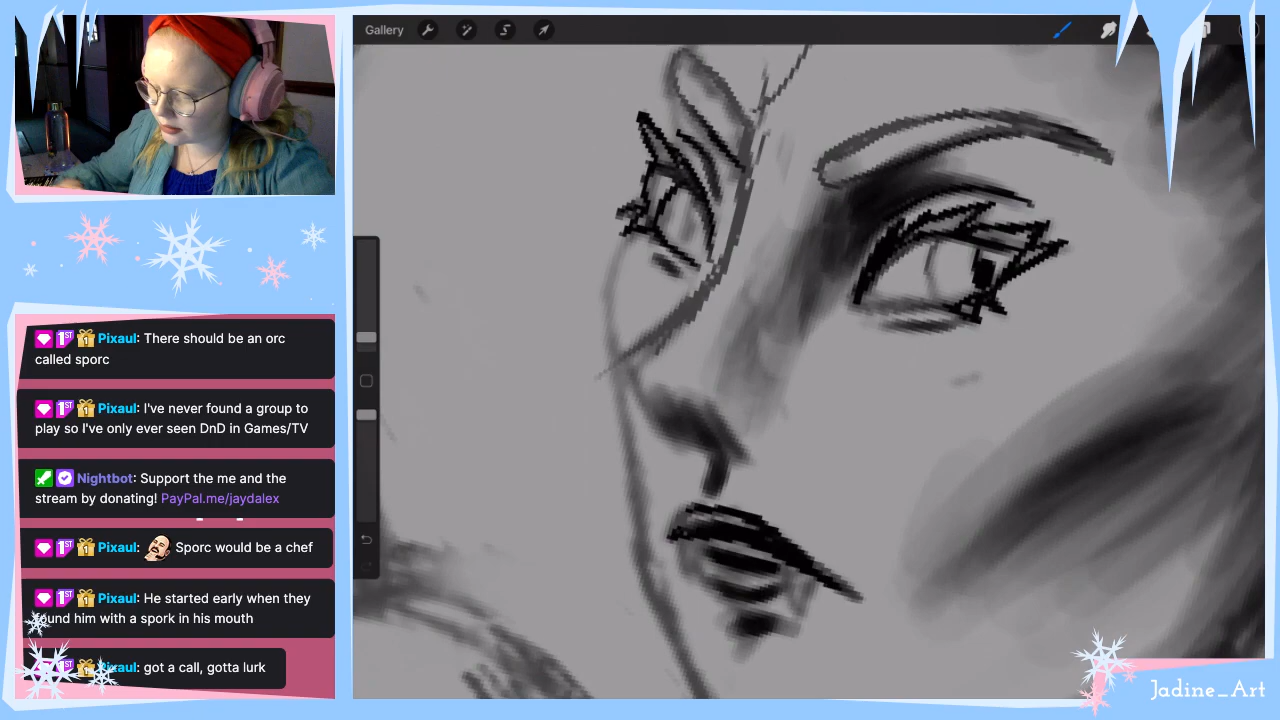 Gallery
Pixaul: There should be an orc
called sporc
Pixaul: I've never found a group to
play so I've only ever seen DnD in Games/TV
Nightbot: Support the me and the
stream by donating! PayPal.me/jaydalex
Pixaul: Sporc would be a chef
Pixaul: He started early when they
found him with a spork in his mouth
Pixaul: got a call, gotta lurk
Jadine_Art